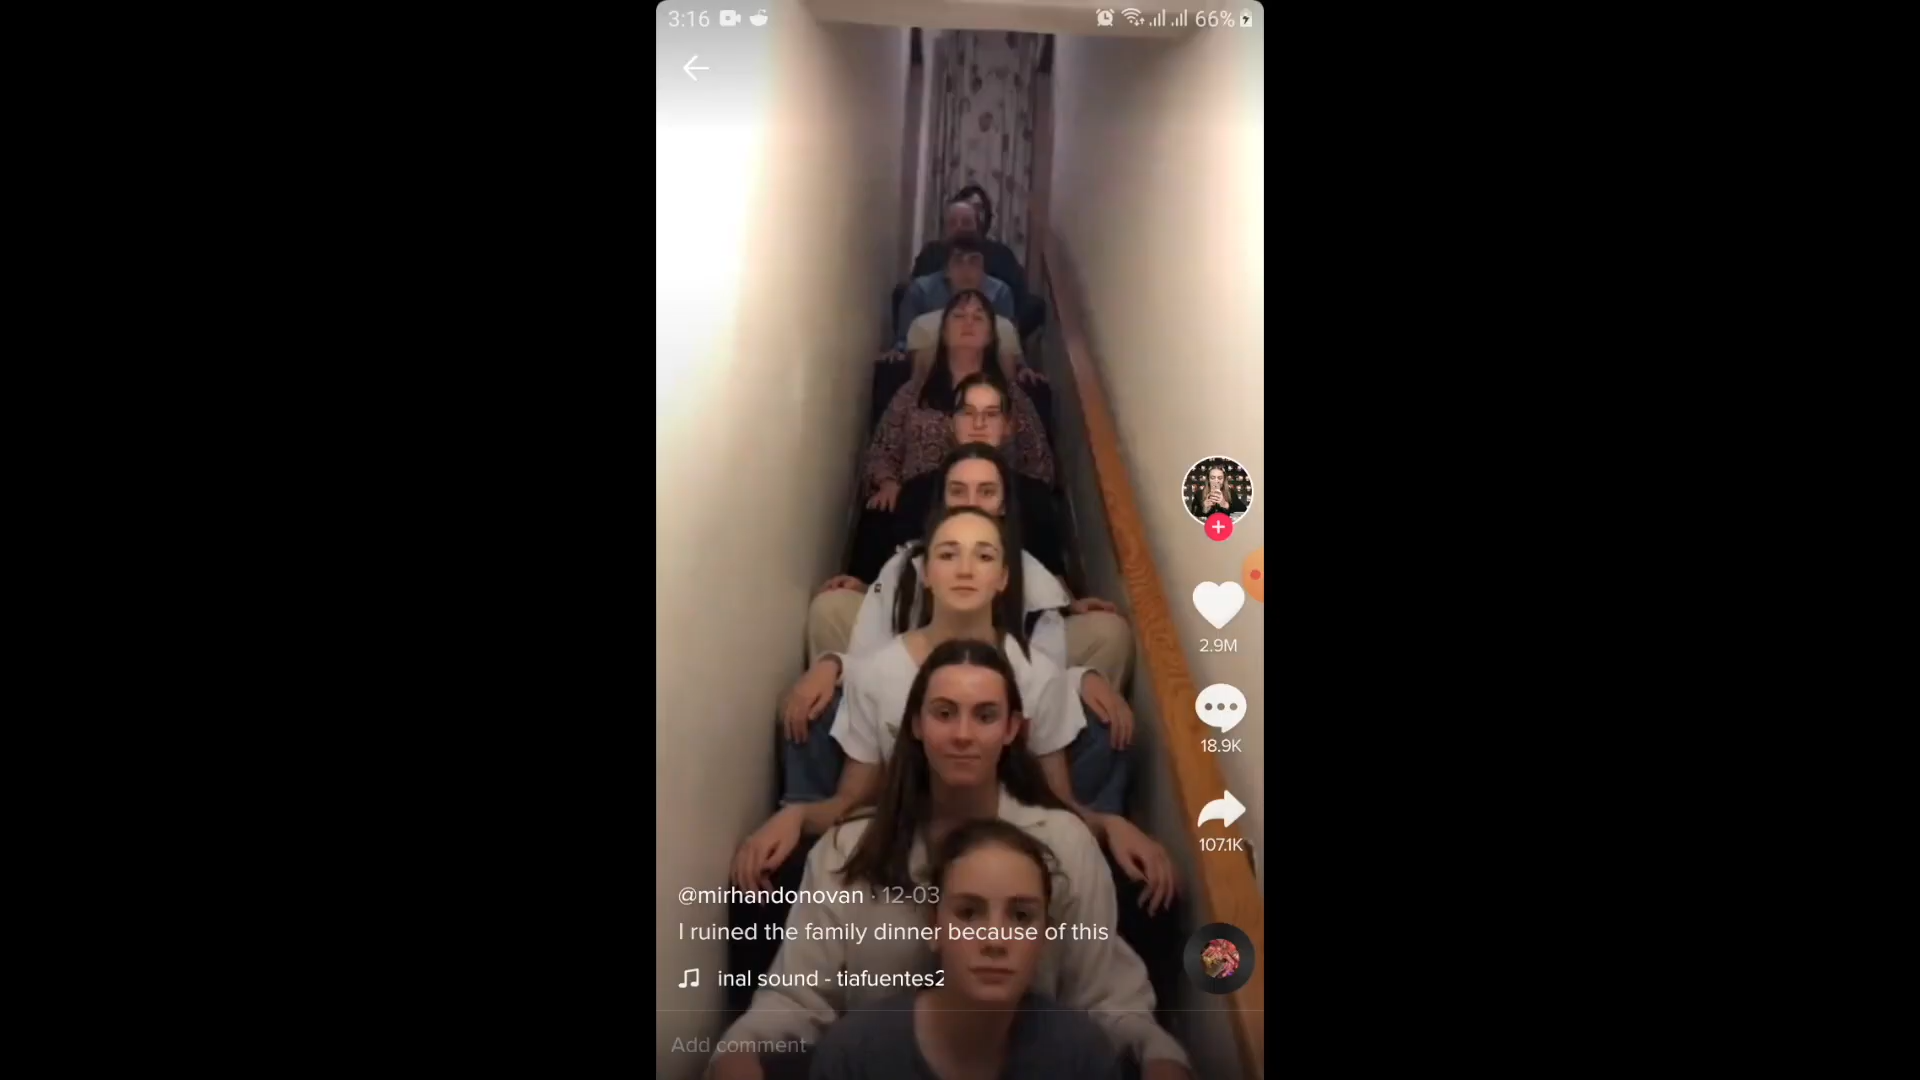 3:16
66%
2.9M
18.9K
107.1K
@mirhandonovan · 12-03
I ruined the family dinner because of this
inal sound - tiafuentes2
Add comment